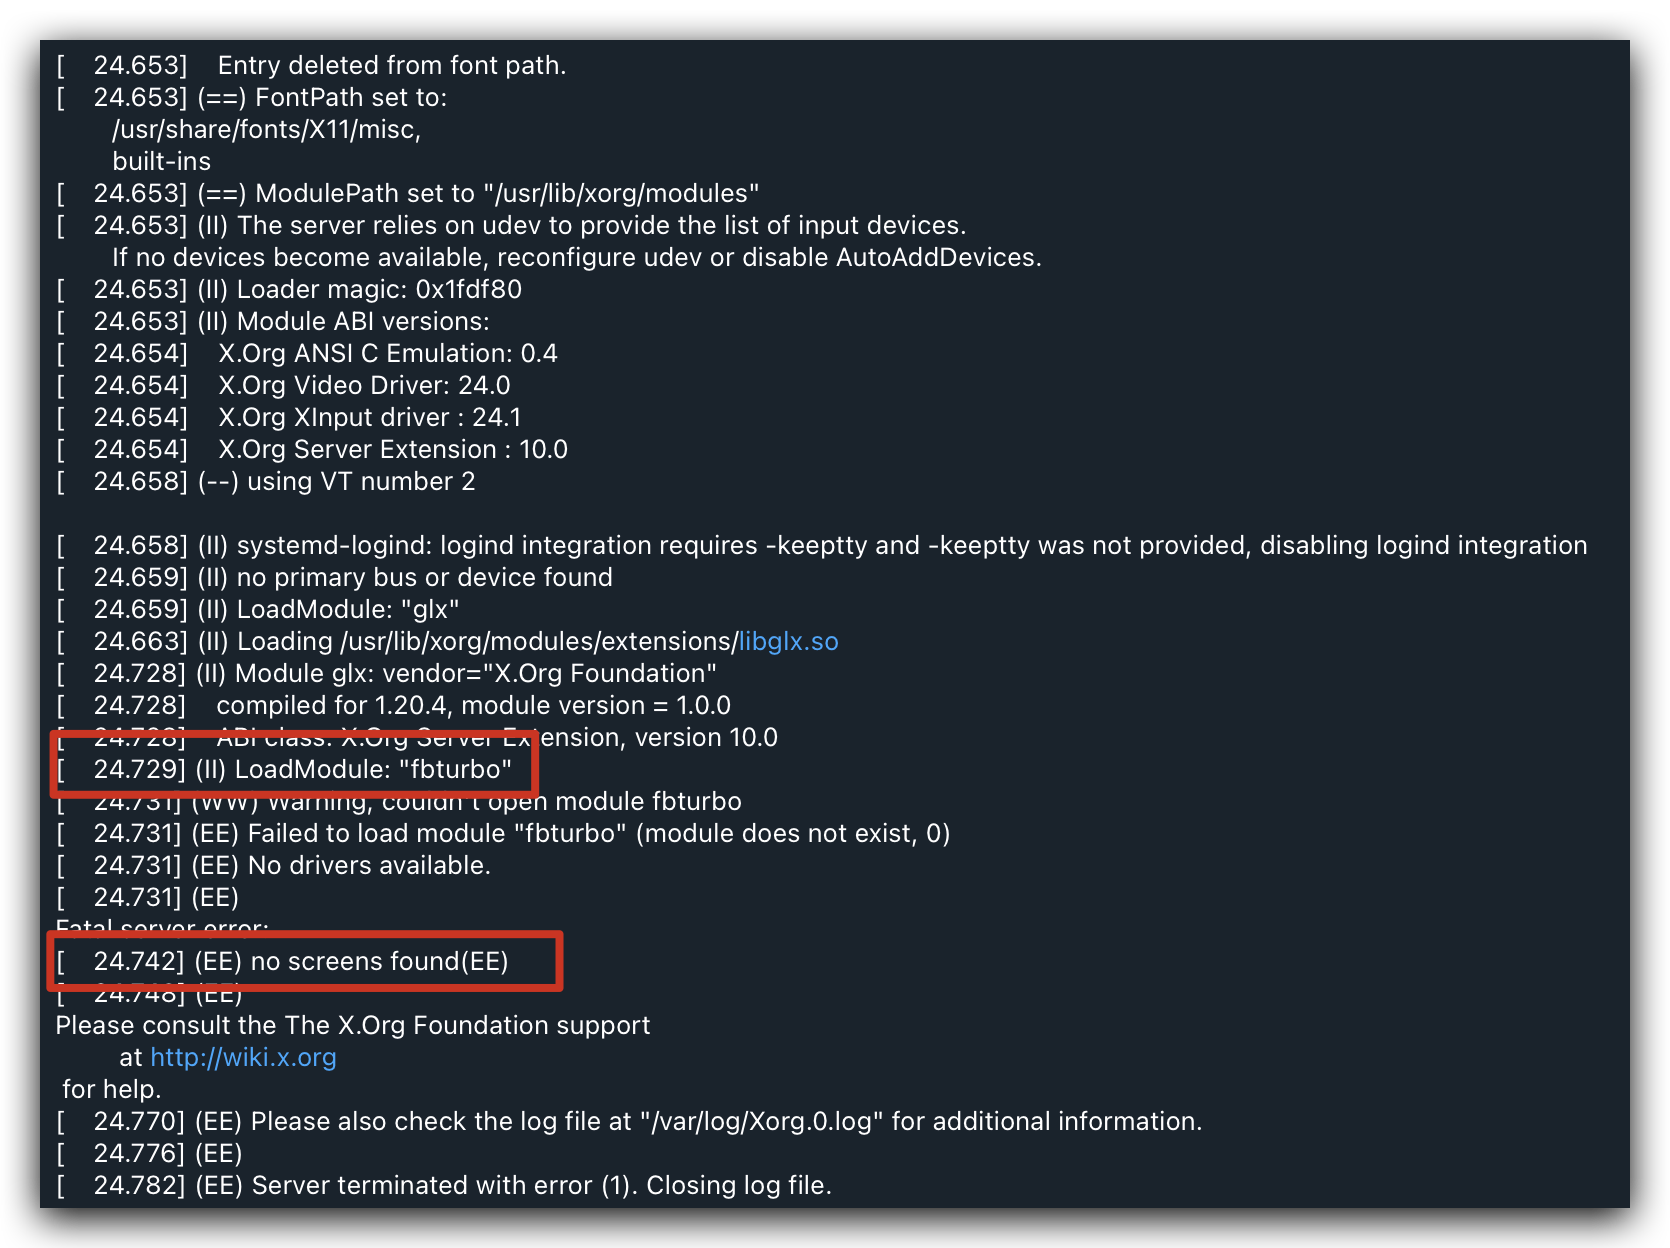 [    24.653]    Entry deleted from font path.
[    24.653] (==) FontPath set to:
/usr/share/fonts/X11/misc,
built-ins
[    24.653] (==) ModulePath set to "/usr/lib/xorg/modules"
[    24.653] (II) The server relies on udev to provide the list of input devices.
If no devices become available, reconfigure udev or disable AutoAddDevices.
[    24.653] (II) Loader magic: 0x1fdf80
[    24.653] (II) Module ABI versions:
[    24.654]    X.Org ANSI C Emulation: 0.4
[    24.654]    X.Org Video Driver: 24.0
[    24.654]    X.Org XInput driver : 24.1
[    24.654]    X.Org Server Extension : 10.0
[    24.658] (--) using VT number 2
[    24.658] (II) systemd-logind: logind integration requires -keeptty and -keeptty was not provided, disabling logind integration
[    24.659] (II) no primary bus or device found
[    24.659] (II) LoadModule: "glx"
[    24.663] (II) Loading /usr/lib/xorg/modules/extensions/libglx.so
[    24.728] (II) Module glx: vendor="X.Org Foundation"
[    24.728]    compiled for 1.20.4, module version = 1.0.0
[    24.728]    ABI class: X.Org Server Extension, version 10.0
[    24.729] (II) LoadModule: "fbturbo"
[    24.731] (WW) Warning, couldn't open module fbturbo
[    24.731] (EE) Failed to load module "fbturbo" (module does not exist, 0)
[    24.731] (EE) No drivers available.
[    24.731] (EE)
Fatal server error:
[    24.742] (EE) no screens found(EE)
[    24.748] (EE)
Please consult the The X.Org Foundation support
at http://wiki.x.org
for help.
[    24.770] (EE) Please also check the log file at "/var/log/Xorg.0.log" for additional information.
[    24.776] (EE)
[    24.782] (EE) Server terminated with error (1). Closing log file.